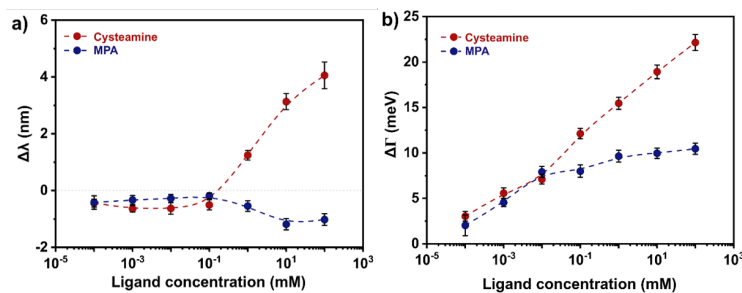 a)
Cysteamine
MPA
Δλ (nm)
6
4
2
0
-2
10⁻⁵ 10⁻³ 10⁻¹ 10¹ 10³
Ligand concentration (mM)
b)
Cysteamine
MPA
ΔΓ (meV)
25
20
15
10
5
0
10⁻⁵ 10⁻³ 10⁻¹ 10¹ 10³
Ligand concentration (mM)